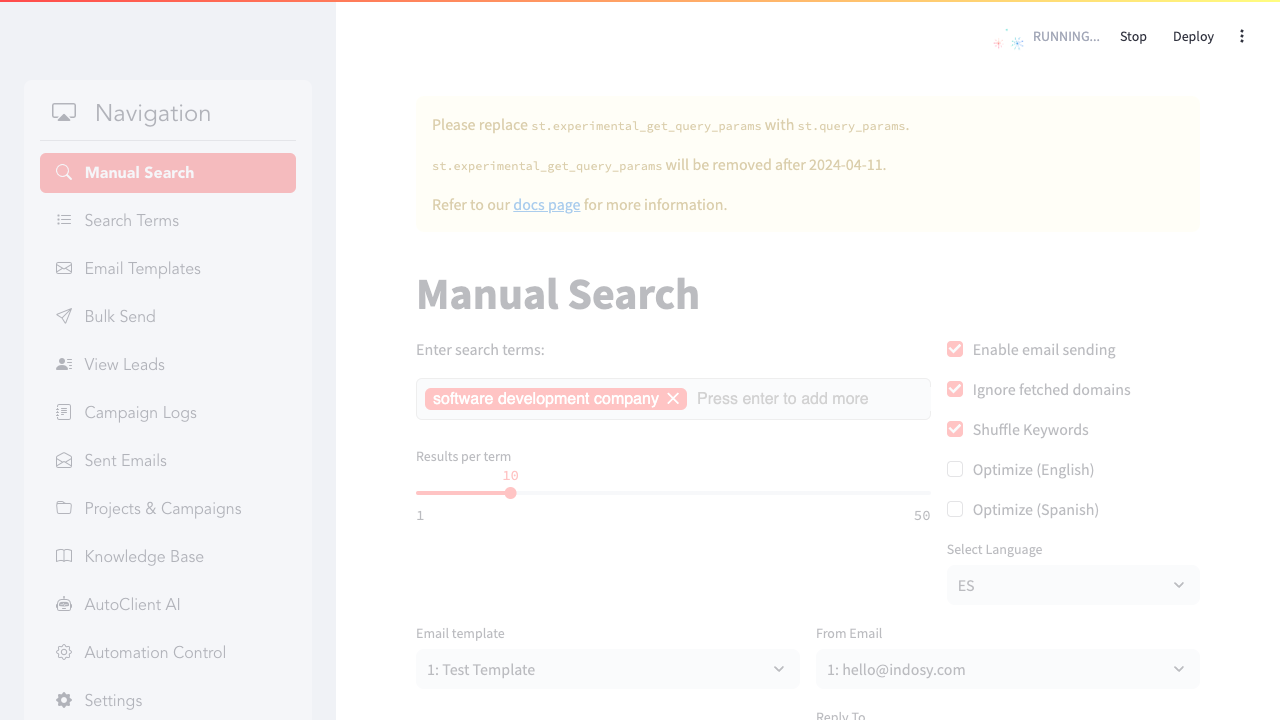 RUNNING...
Stop
Deploy
Navigation
Manual Search
Search Terms
Email Templates
Bulk Send
View Leads
Campaign Logs
Sent Emails
Projects & Campaigns
Knowledge Base
AutoClient AI
Automation Control
Settings
Please replace st.experimental_get_query_params with st.query_params.
st.experimental_get_query_params will be removed after 2024-04-11.
Refer to our docs page for more information.
Manual Search
Enter search terms:
software development company
Press enter to add more
Results per term
10
1
50
Enable email sending
Ignore fetched domains
Shuffle Keywords
Optimize (English)
Optimize (Spanish)
Select Language
ES
Email template
1: Test Template
From Email
1: hello@indosy.com
Reply To